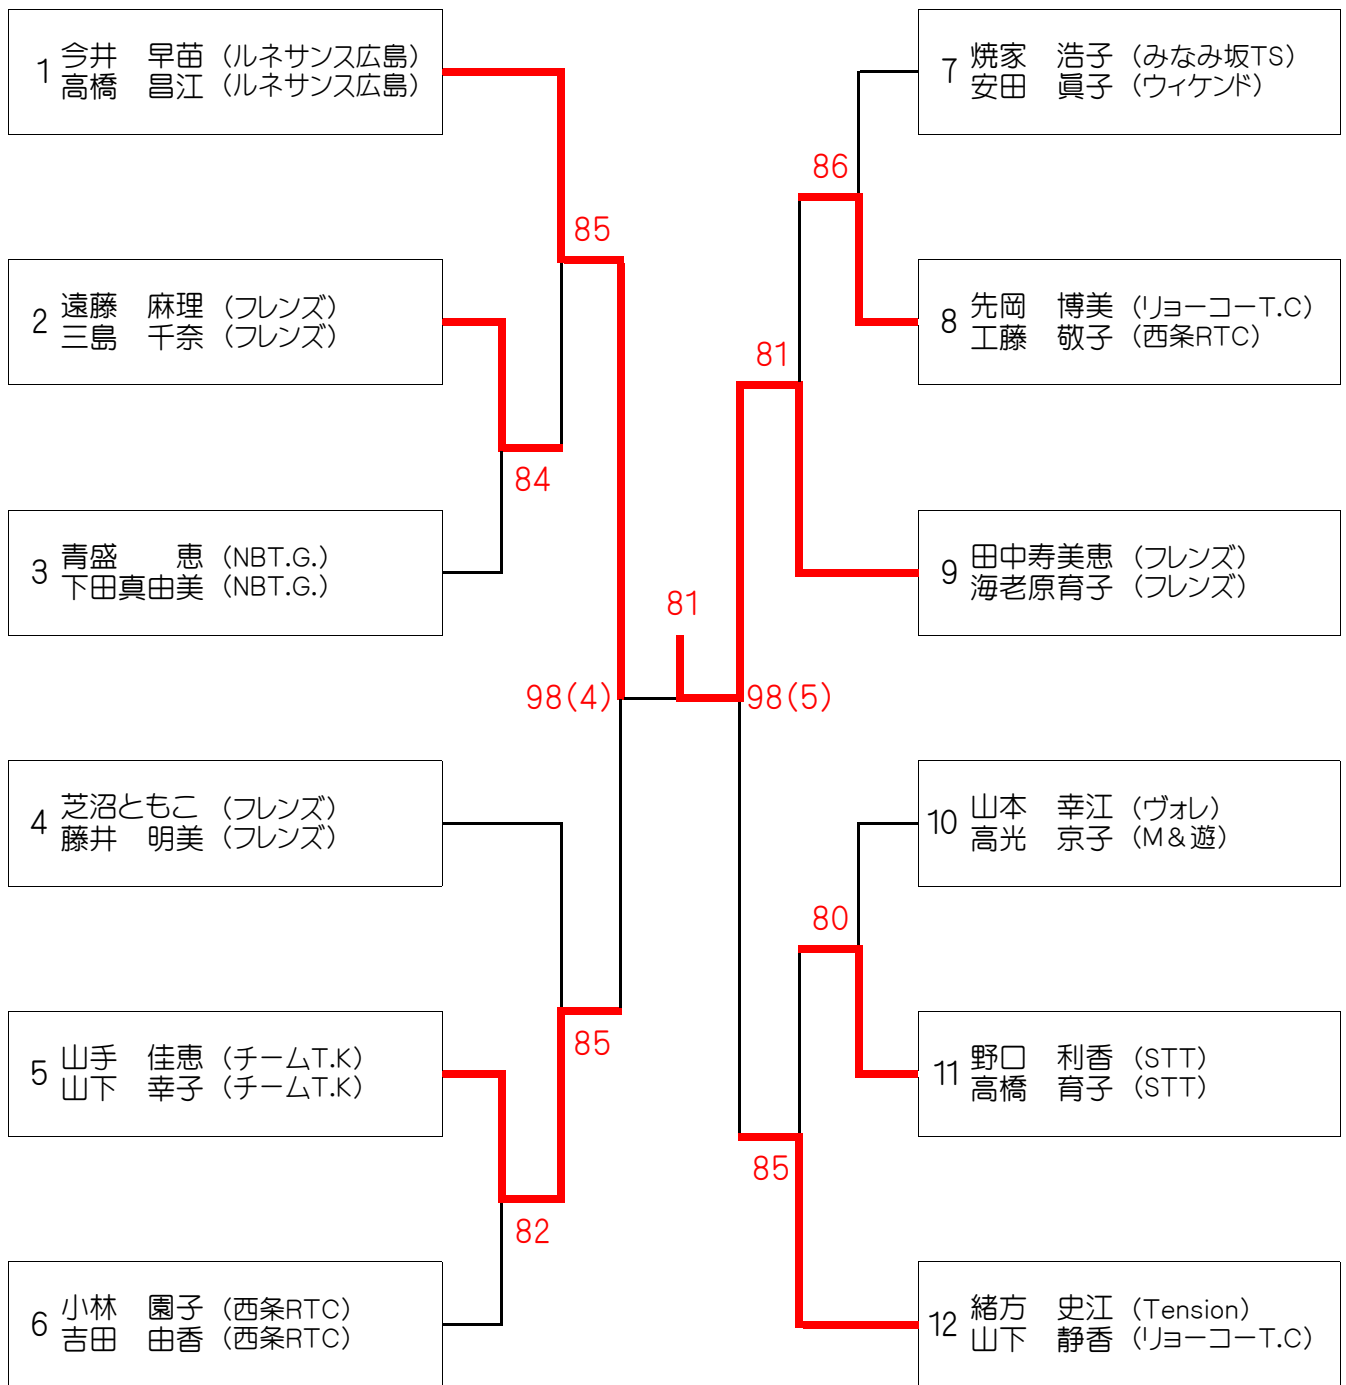 1 今井　早苗 (ルネサンス広島)
高橋　昌江 (ルネサンス広島)
85
2 遠藤　麻理 (フレンズ)
三島　千奈 (フレンズ)
84
3 青盛　　恵 (NBT.G.)
下田真由美 (NBT.G.)
98(4)
4 芝沼ともこ (フレンズ)
藤井　明美 (フレンズ)
5 山手　佳恵 (チームT.K)
山下　幸子 (チームT.K)
85
82
6 小林　園子 (西条RTC)
吉田　由香 (西条RTC)
81
7 焼家　浩子 (みなみ坂TS)
安田　眞子 (ウィケンド)
86
8 先岡　博美 (リョーコーT.C)
工藤　敬子 (西条RTC)
81
9 田中寿美恵 (フレンズ)
海老原育子 (フレンズ)
98(5)
10 山本　幸江 (ヴォレ)
高光　京子 (M&遊)
80
11 野口　利香 (STT)
高橋　育子 (STT)
85
12 緒方　史江 (Tension)
山下　静香 (リョーコーT.C)